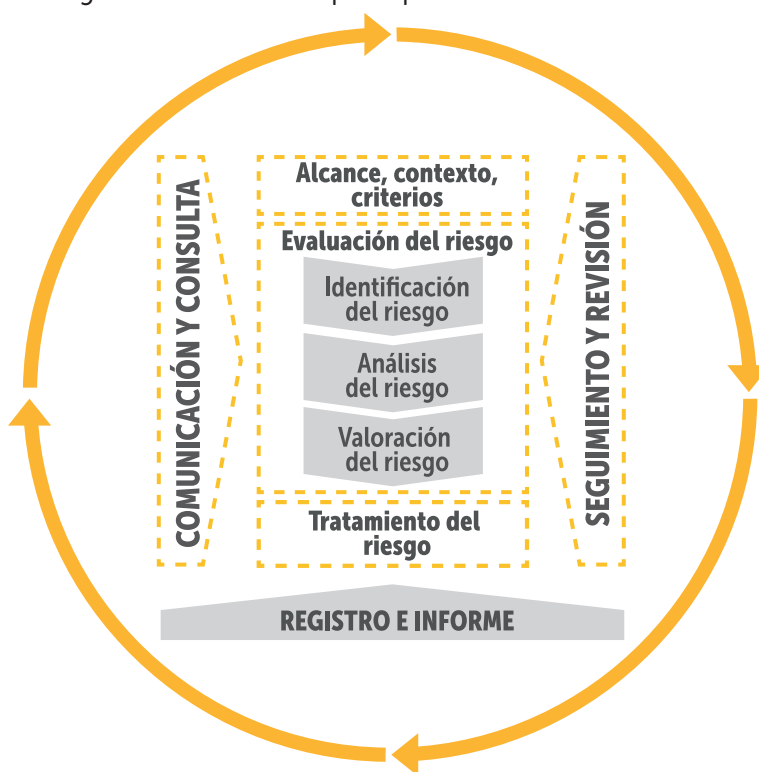 Alcance, contexto,
criterios
Evaluación del riesgo
Identificación
del riesgo
Análisis
del riesgo
Valoración
del riesgo
Tratamiento del
riesgo
COMUNICACIÓN Y CONSULTA
SEGUIMIENTO Y REVISIÓN
REGISTRO E INFORME